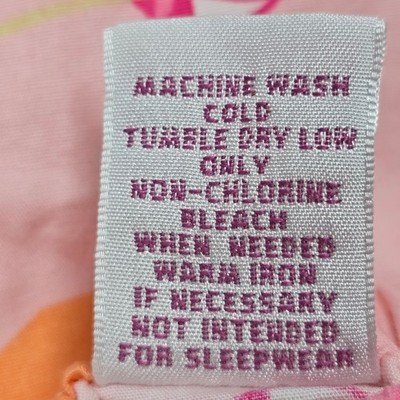 MACHINE WASH
COLD
TUMBLE DRY LOW
ONLY
NON-CHLORINE
BLEACH
WHEN NEEDED
WARM IRON
IF NECESSARY
NOT INTENDED
FOR SLEEPWEAR